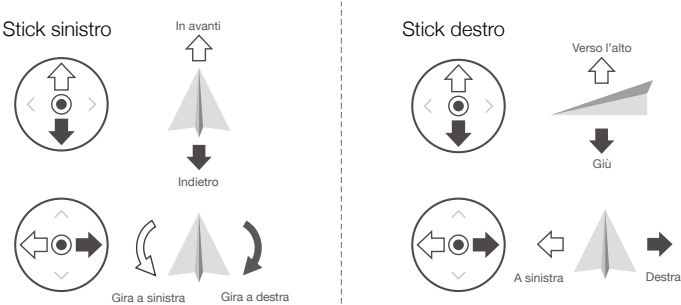 Stick sinistro
In avanti
Indietro
Gira a sinistra
Gira a destra
Stick destro
Verso l'alto
Giù
A sinistra
Destra